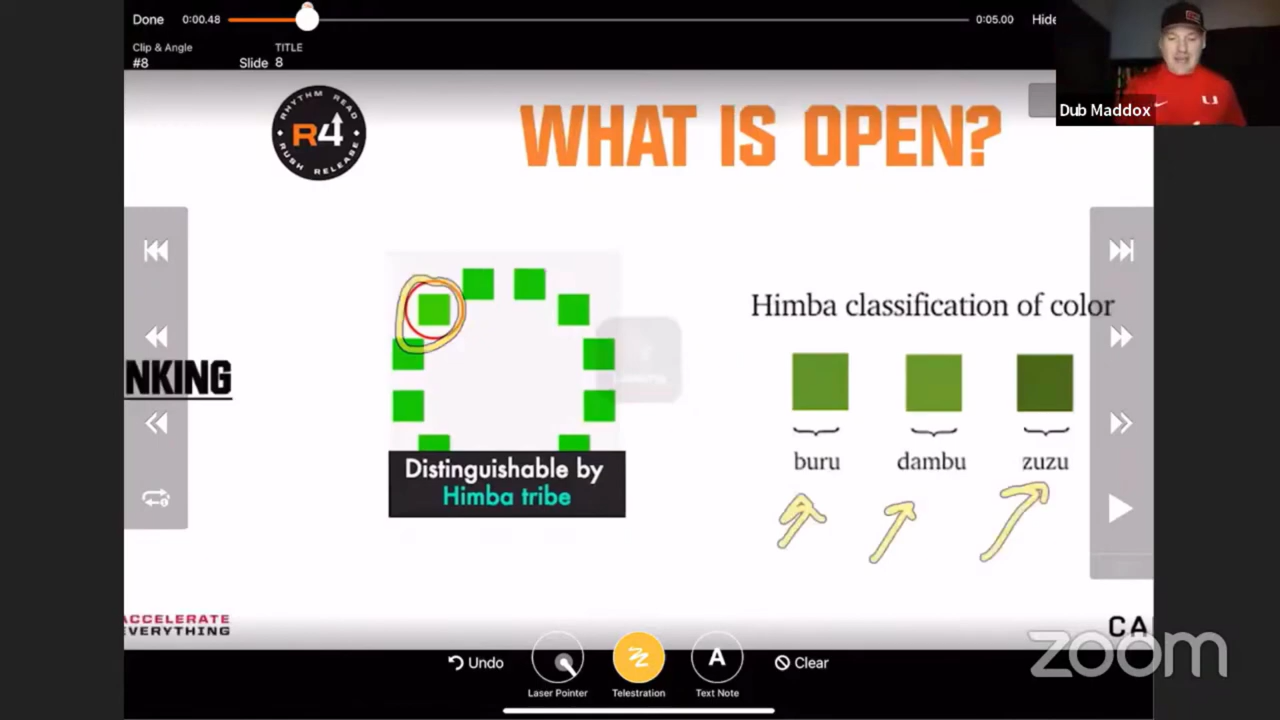 Done 0:00.48 0:05.00 Hide
Clip & Angle TITLE
#8 Slide 8
Dub Maddox
RHYTHM READ
R4
RUSH RELEASE
WHAT IS OPEN?
Himba classification of color
NKING
buru dambu zuzu
Distinguishable by
Himba tribe
ACCELERATE
EVERYTHING
CA
zoom
Undo
A
Clear
Laser Pointer Telestration Text Note